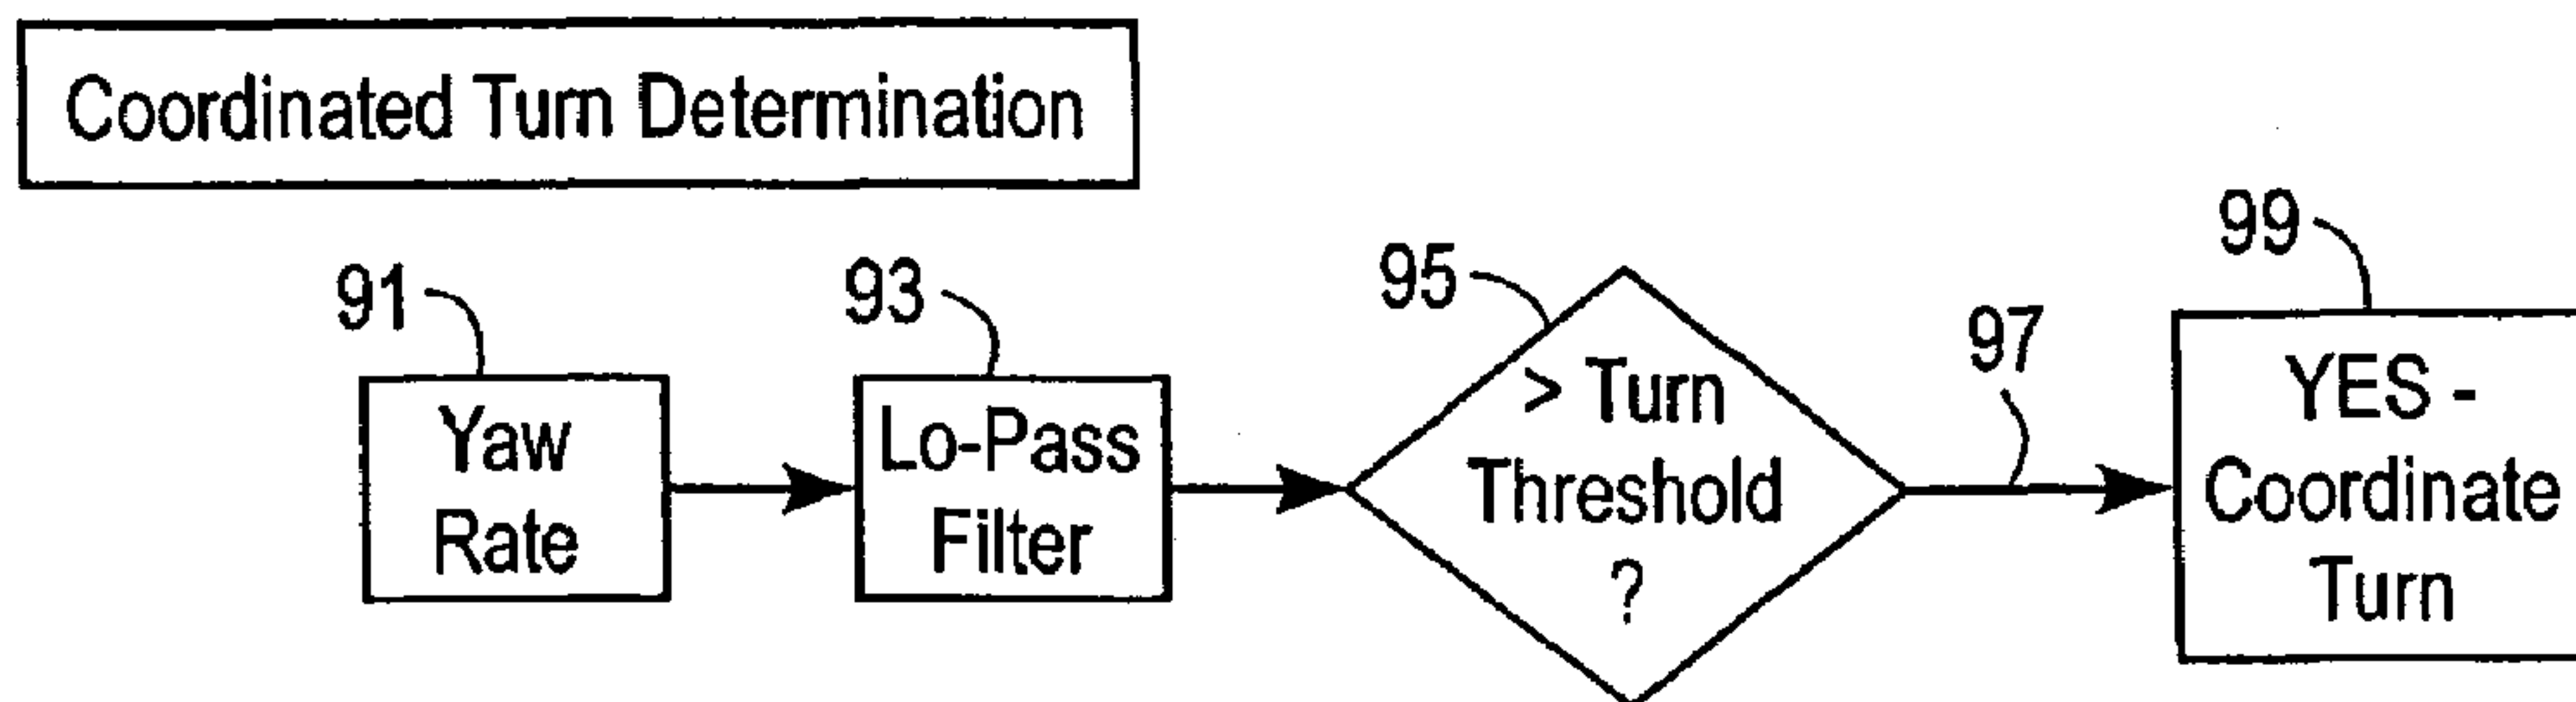 Coordinated Turn Determination
91
93
95
97
99
Yaw
Rate
Lo-Pass
Filter
> Turn
Threshold
?
YES -
Coordinate
Turn